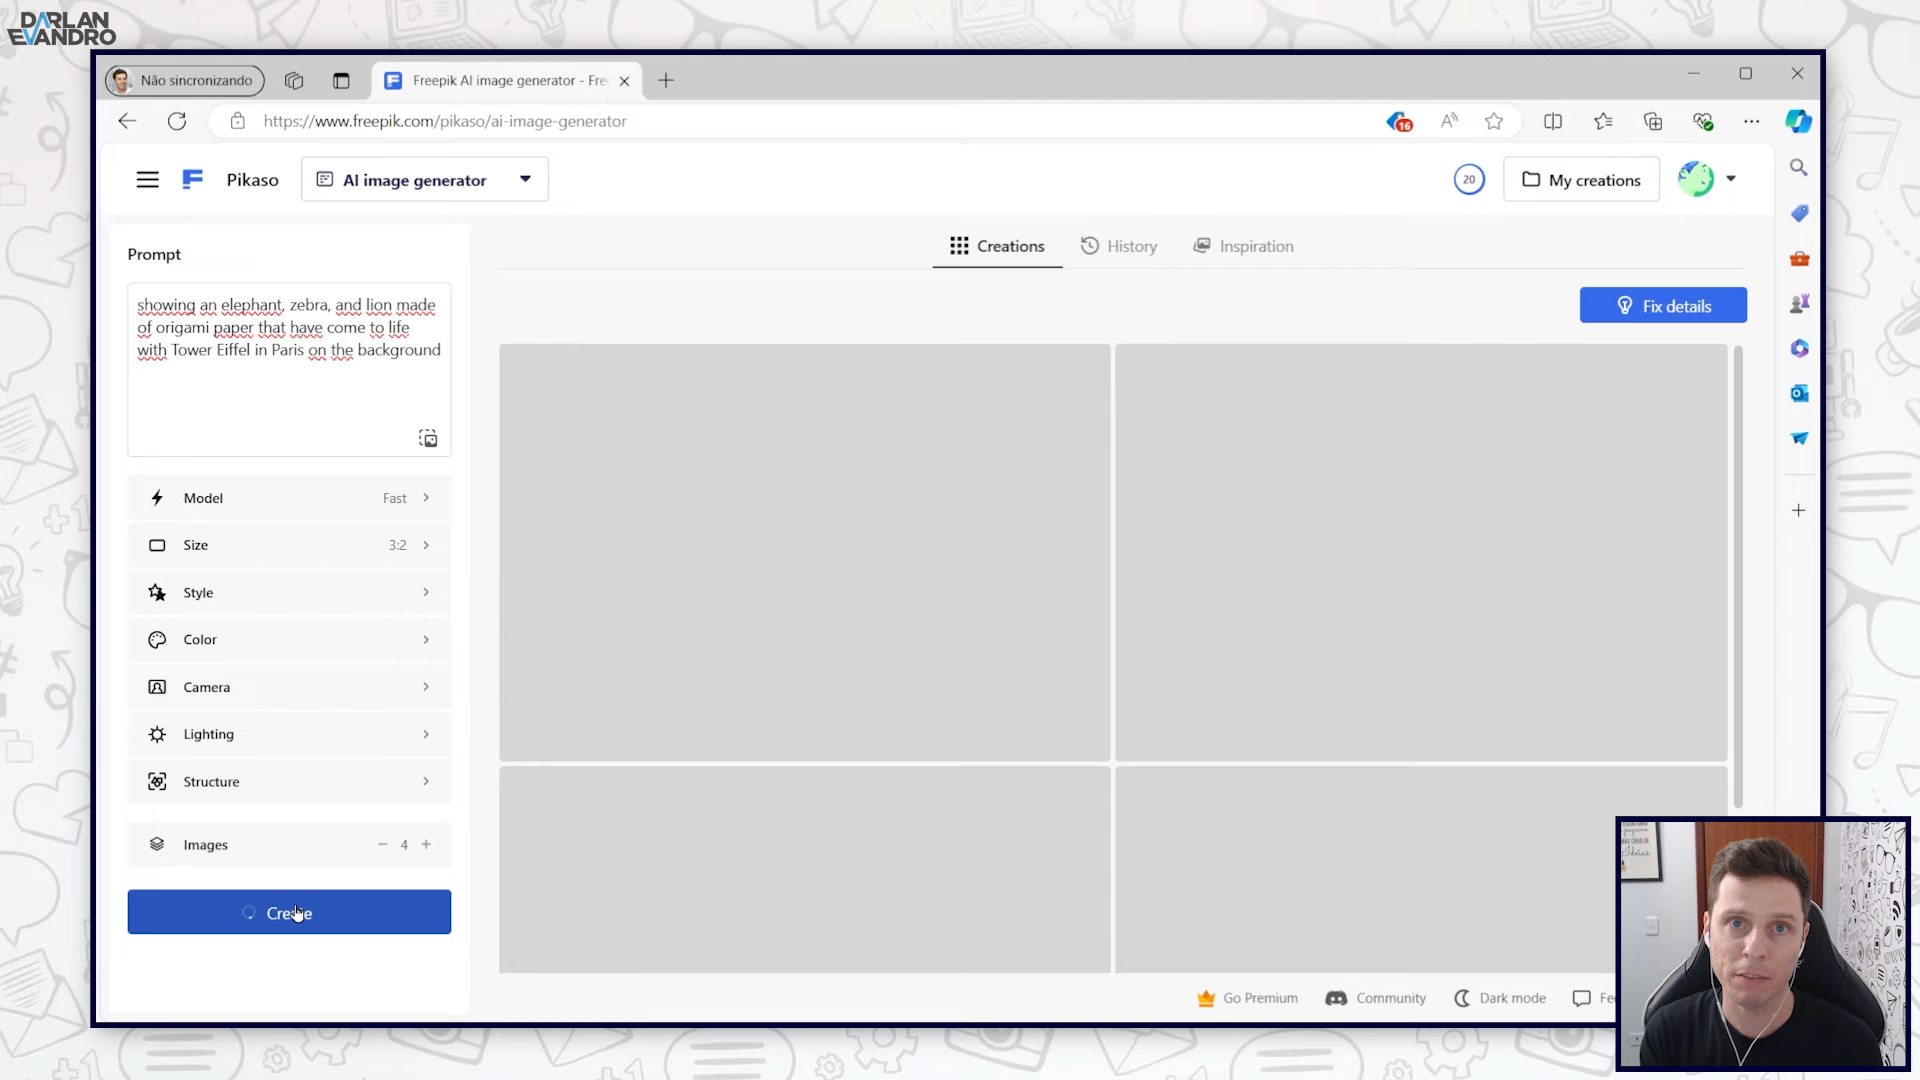 DARLAN
EVANDRO
Não sincronizando
Freepik AI image generator - Fre
https://www.freepik.com/pikaso/ai-image-generator
16
Pikaso
AI image generator
20
My creations
Prompt
Creations
History
Inspiration
showing an elephant, zebra, and lion made
of origami paper that have come to life
with Tower Eiffel in Paris on the background
Fix details
Model
Fast
Size
3:2
Style
Color
Camera
Lighting
Structure
Images
4
Create
Go Premium
Community
Dark mode
Fe